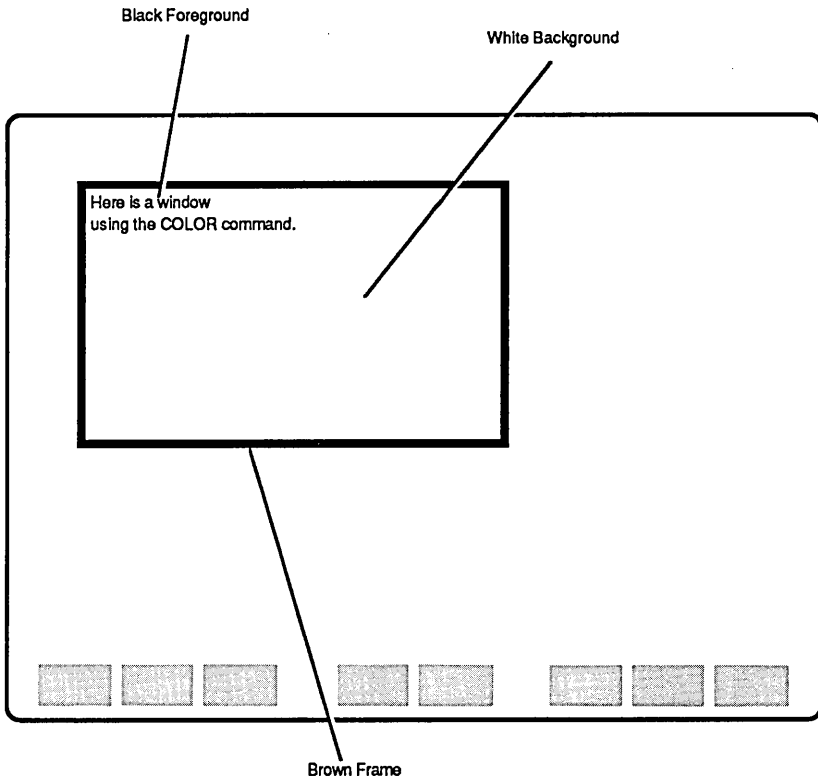 Black Foreground
White Background
Here is a window
using the COLOR command.
Brown Frame